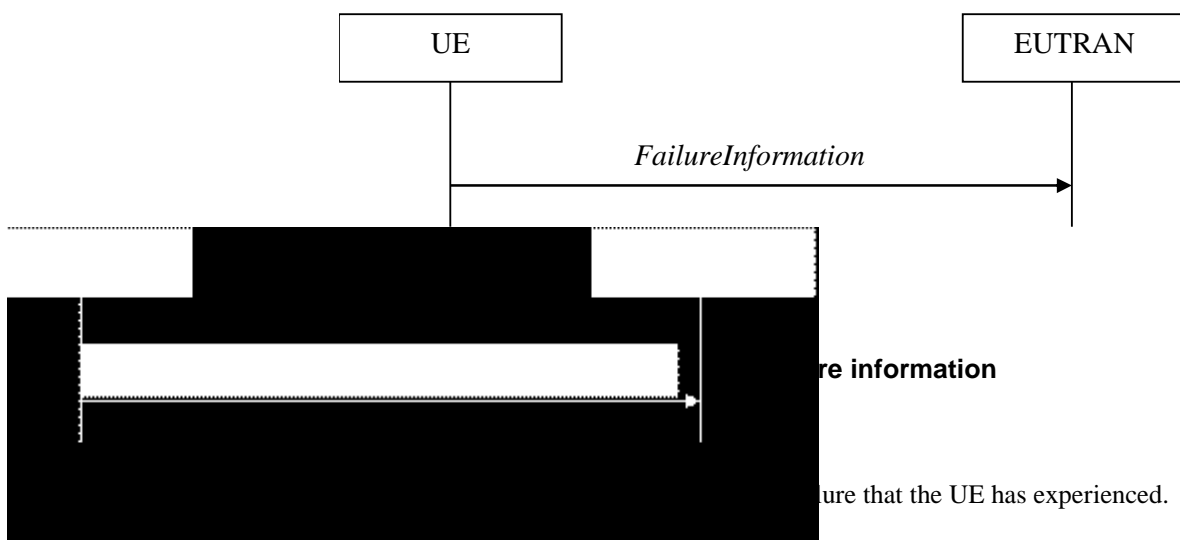 UE
EUTRAN
FailureInformation
re information
lure that the UE has experienced.